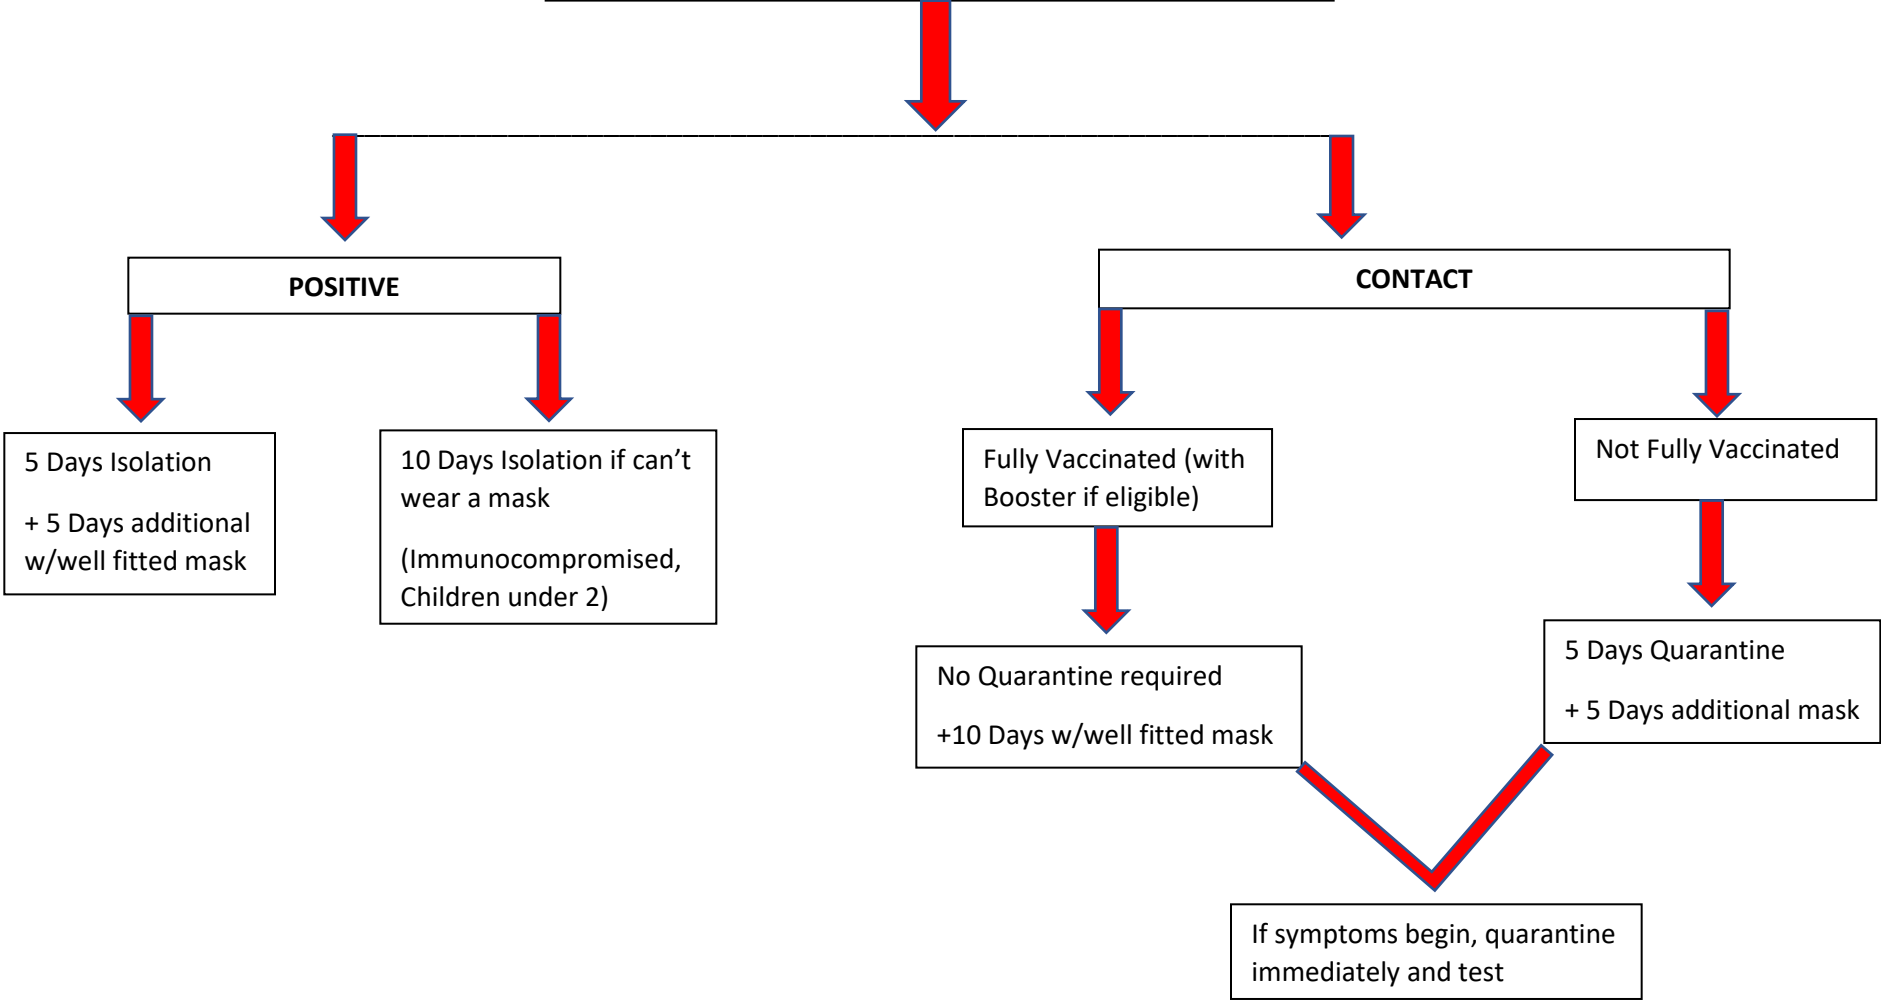 POSITIVE
CONTACT
5 Days Isolation
+ 5 Days additional
w/well fitted mask
10 Days Isolation if can’t
wear a mask
(Immunocompromised,
Children under 2)
Fully Vaccinated (with
Booster if eligible)
Not Fully Vaccinated
No Quarantine required
+10 Days w/well fitted mask
5 Days Quarantine
+ 5 Days additional mask
If symptoms begin, quarantine
immediately and test